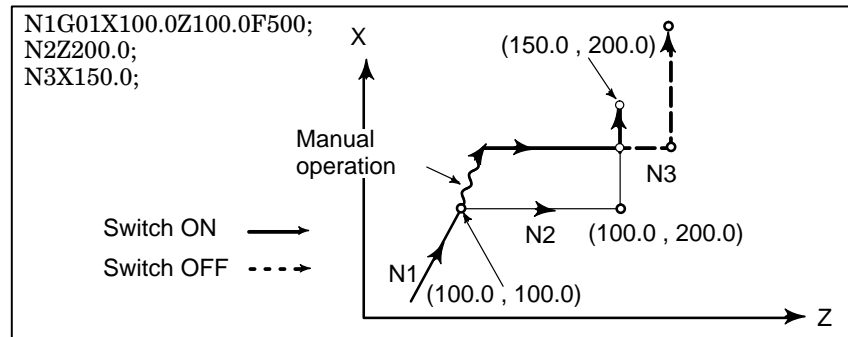 N1G01X100.0Z100.0F500;
N2Z200.0;
N3X150.0;
X
(150.0 , 200.0)
Manual
operation
N3
Switch ON
N2
(100.0 , 200.0)
Switch OFF
N1
(100.0 , 100.0)
Z